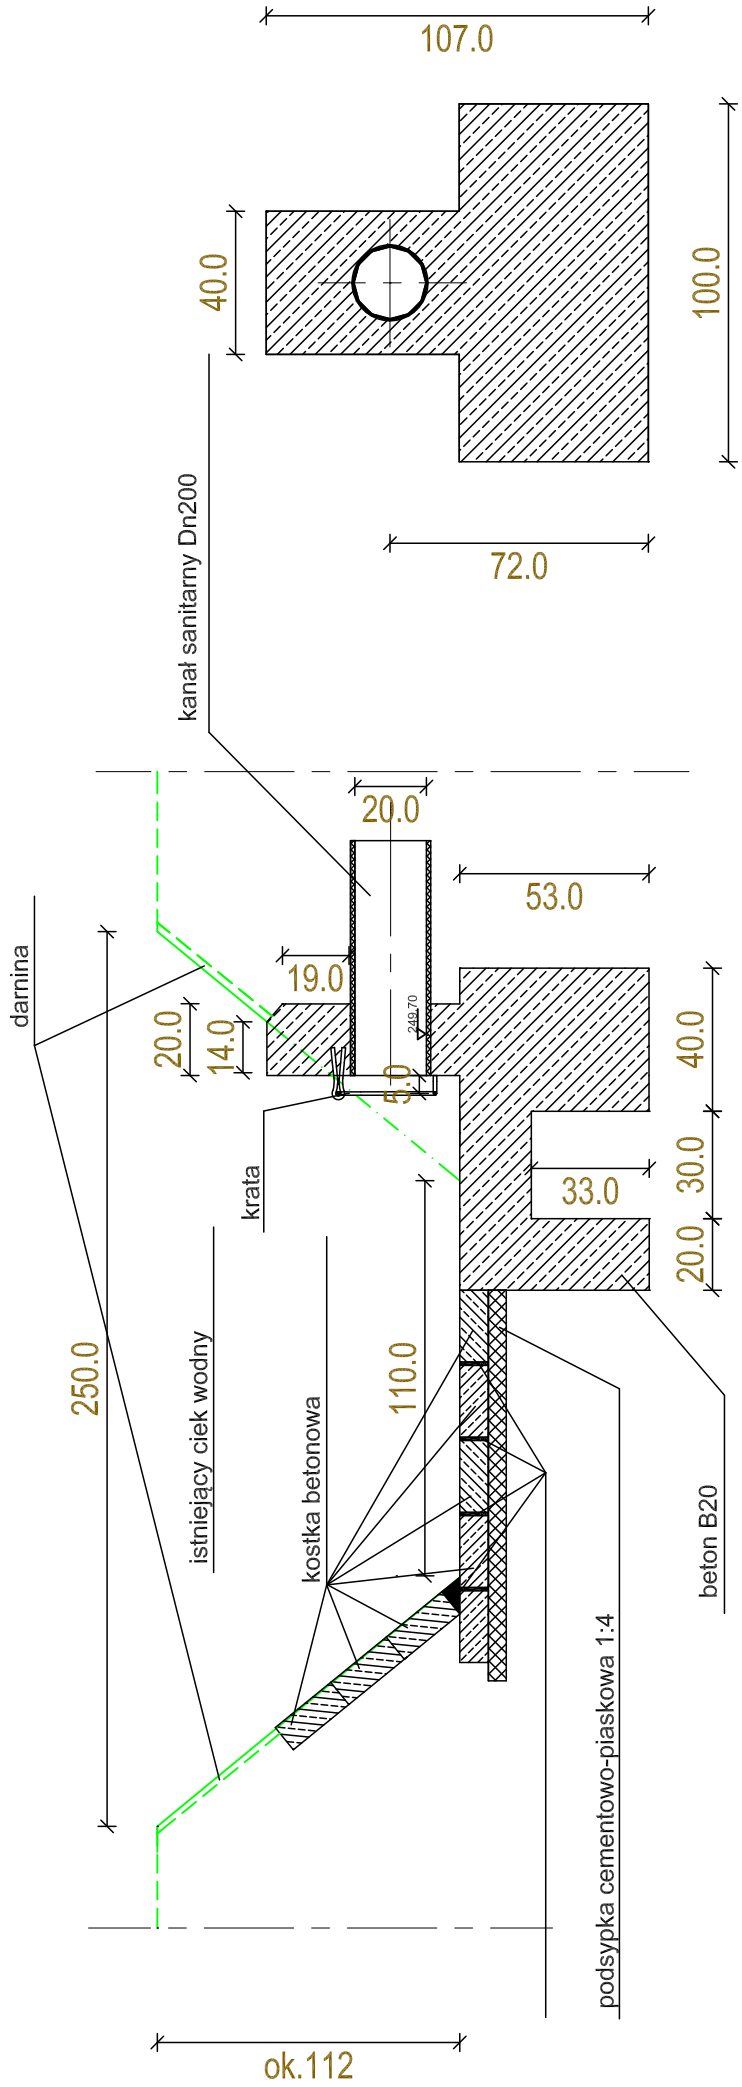 107.0
40.0
100.0
kanał sanitarny Dn200
72.0
20.0
53.0
darnina
19.0
249.70
20.0
14.0
5.0
40.0
krata
33.0
30.0
20.0
250.0
istniejący ciek wodny
kostka betonowa
110.0
beton B20
podsypka cementowo-piaskowa 1:4
ok.112